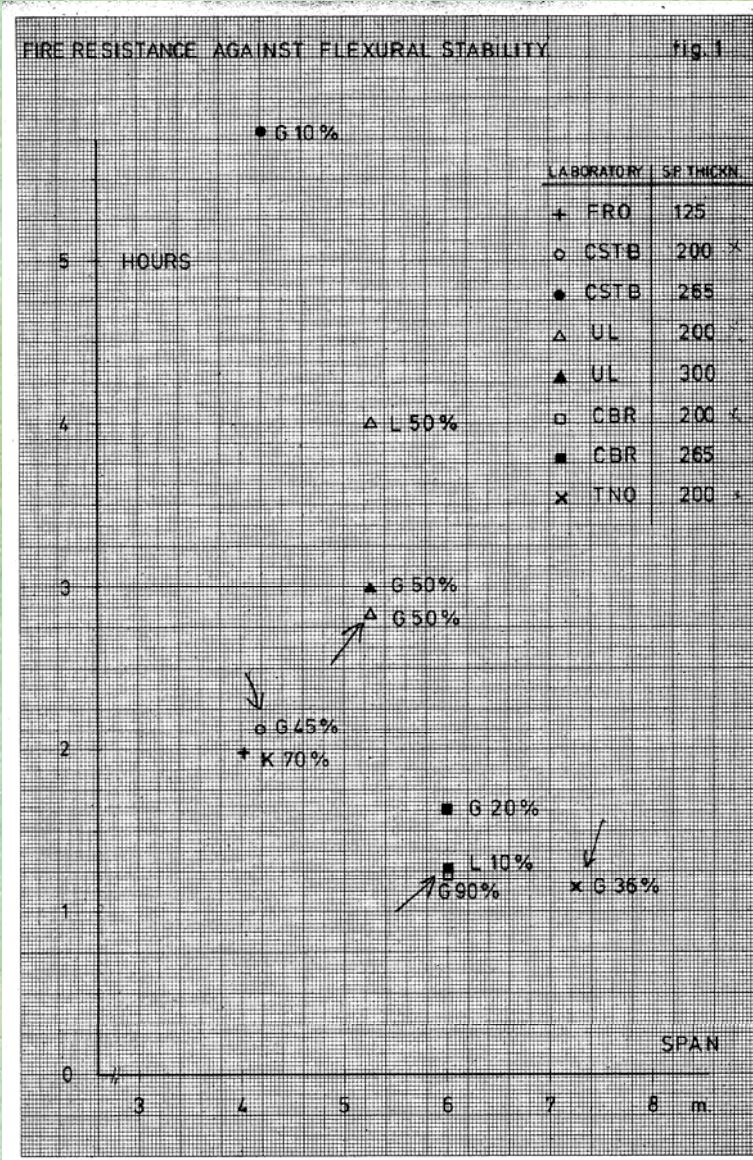 FIRE RESISTANCE AGAINST FLEXURAL STABILITY fig. 1
G 10%
LABORATORY SP. THICKN.
+ FRO 125
5 HOURS
○ CSTB 200 ×
● CSTB 265
△ UL 200
▲ UL 300
4
△ L 50%
□ CBR 200
■ CBR 265
× TNO 200
3
▲ G 50%
△ G 50%
○ G 45%
2
+ K 70%
■ G 20%
■ L 10%
G 90%
× G 36%
1
SPAN
0
3 4 5 6 7 8 m.